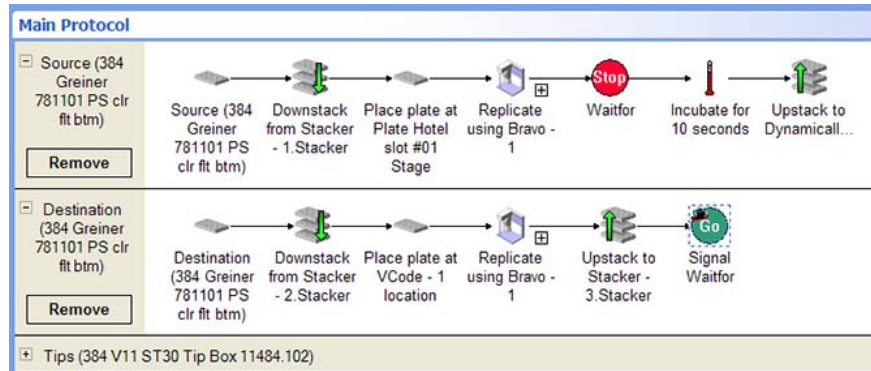 Main Protocol
Source (384
Greiner
781101 PS clr
flt btm)
Remove
Source (384
Greiner
781101 PS
clr flt btm)
Downstack
from Stacker
- 1.Stacker
Place plate at
Plate Hotel
slot #01
Stage
Replicate
using Bravo -
1
Stop
Waitfor
Incubate for
10 seconds
Upstack to
Dynamicall...
Destination
(384 Greiner
781101 PS clr
flt btm)
Remove
Destination
(384 Greiner
781101 PS
clr flt btm)
Downstack
from Stacker
- 2.Stacker
Place plate at
VCode - 1
location
Replicate
using Bravo -
1
Upstack to
Stacker -
3.Stacker
Go
Signal
Waitfor
Tips (384 V11 ST30 Tip Box 11484.102)